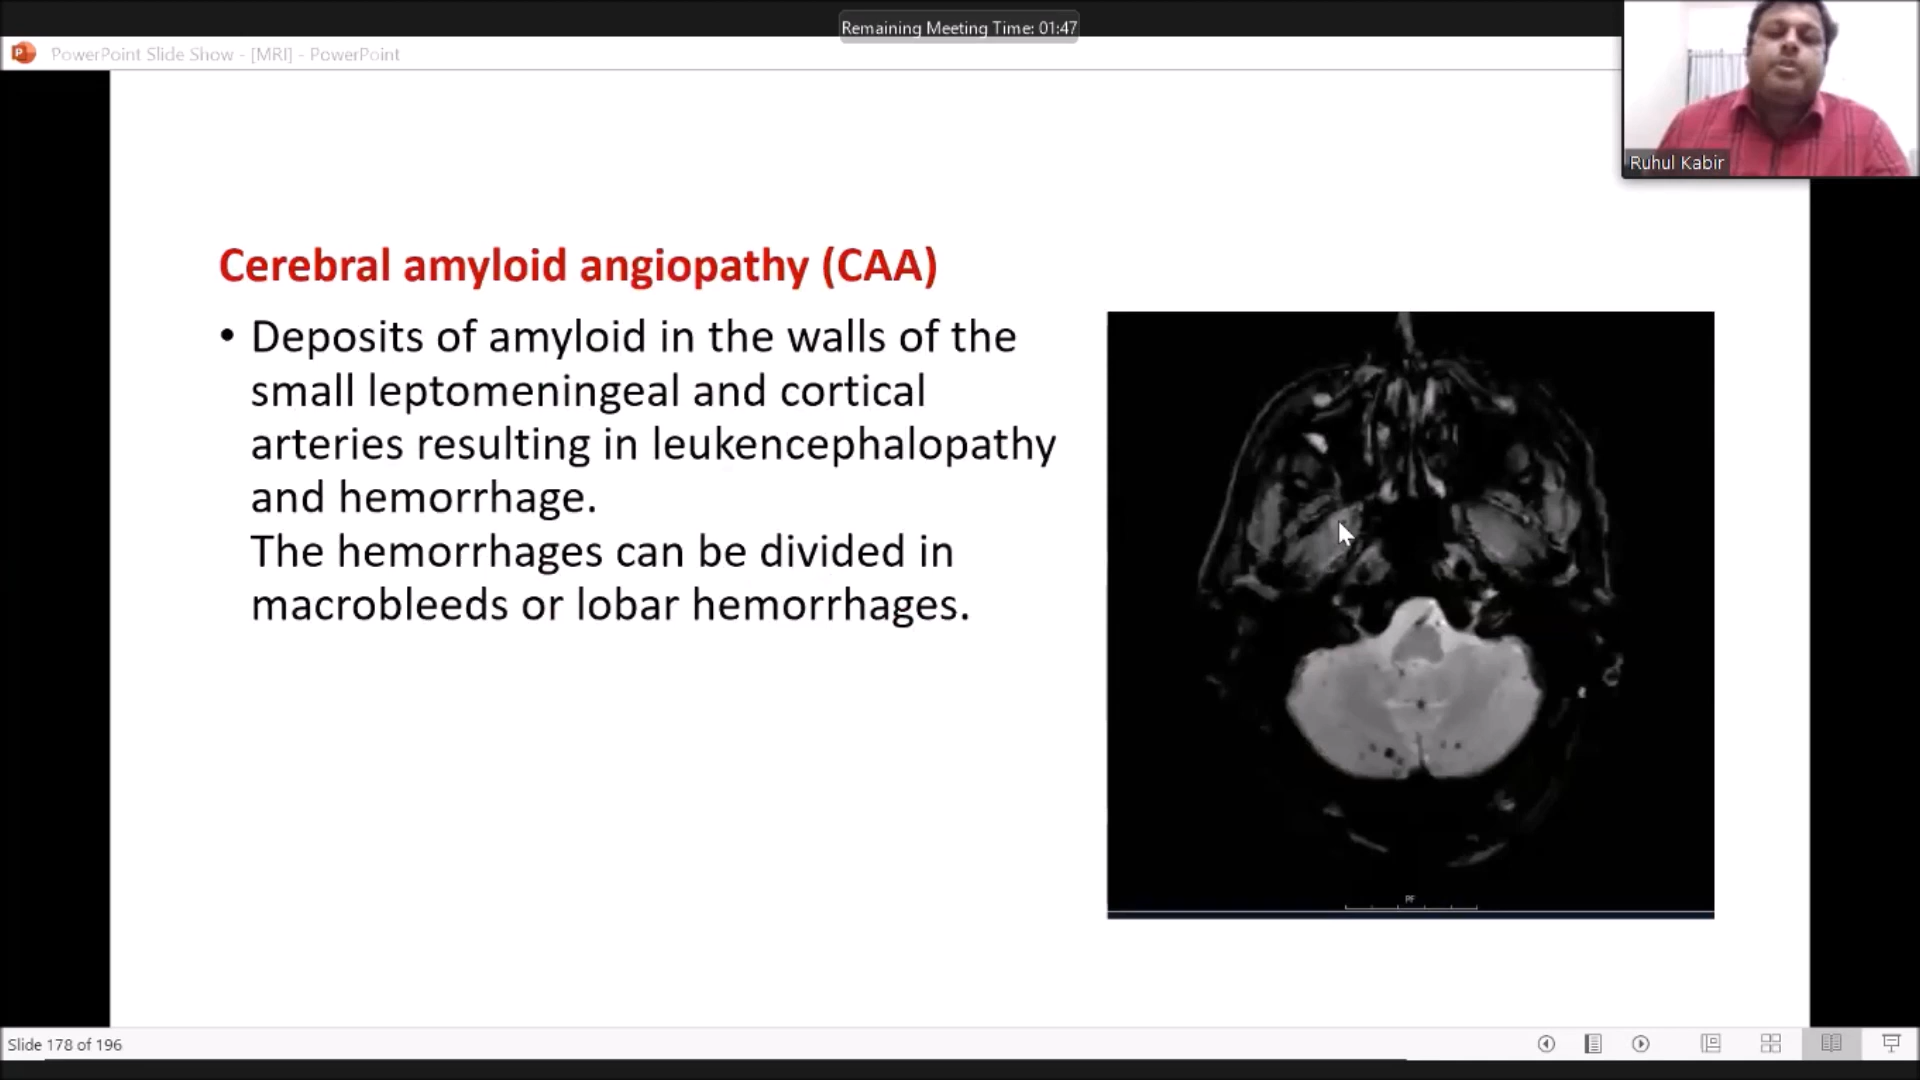 Remaining Meeting Time: 01:47
PowerPoint Slide Show - [MRI] - PowerPoint
Ruhul Kabir
Cerebral amyloid angiopathy (CAA)
• Deposits of amyloid in the walls of the
small leptomeningeal and cortical
arteries resulting in leukencephalopathy
and hemorrhage.
The hemorrhages can be divided in
macrobleeds or lobar hemorrhages.
PF
Slide 178 of 196